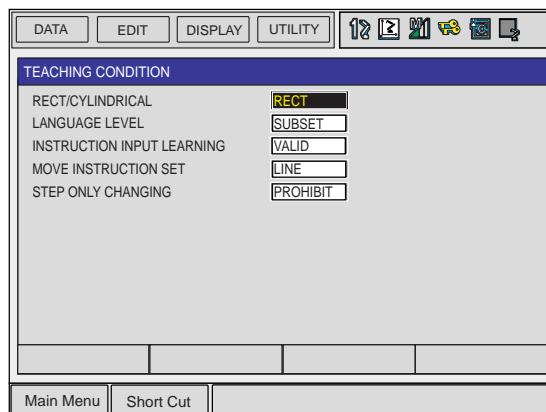 DATA EDIT DISPLAY UTILITY
TEACHING CONDITION
RECT/CYLINDRICAL RECT
LANGUAGE LEVEL SUBSET
INSTRUCTION INPUT LEARNING VALID
MOVE INSTRUCTION SET LINE
STEP ONLY CHANGING PROHIBIT
Main Menu Short Cut